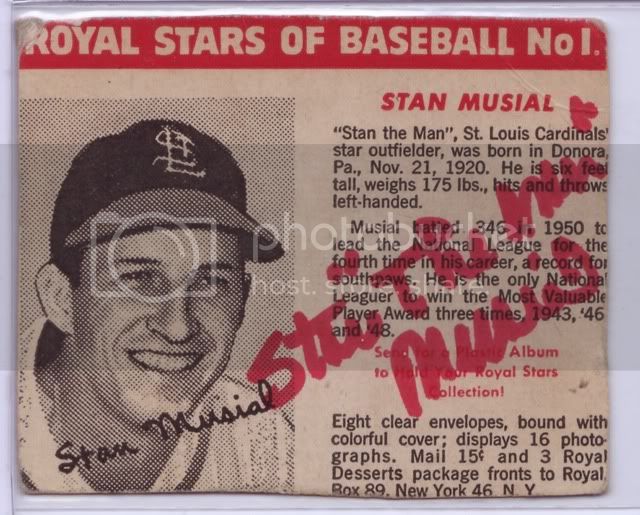 ROYAL STARS OF BASEBALL No 1.
STAN MUSIAL
"Stan the Man", St. Louis Cardinals'
star outfielder, was born in Donora,
Pa., Nov. 21, 1920. He is six feet
tall, weighs 175 lbs., hits and throws
left-handed.
Musial batted .346 in 1950 to
lead the National League for the
fourth time in his career, a record for
southpaws. He is the only National
Leaguer to win the Most Valuable
Player Award three times, 1943, '46
and '48.
Send for a Plastic Album
to Hold Your Royal Stars
Collection!
Eight clear envelopes, bound with
colorful cover; displays 16 photo-
graphs. Mail 15¢ and 3 Royal
Desserts package fronts to Royal,
Box 89, New York 46, N. Y.
Stan Musial
Stan "The Man"
Musial
StL
photobucket
host. store. share.